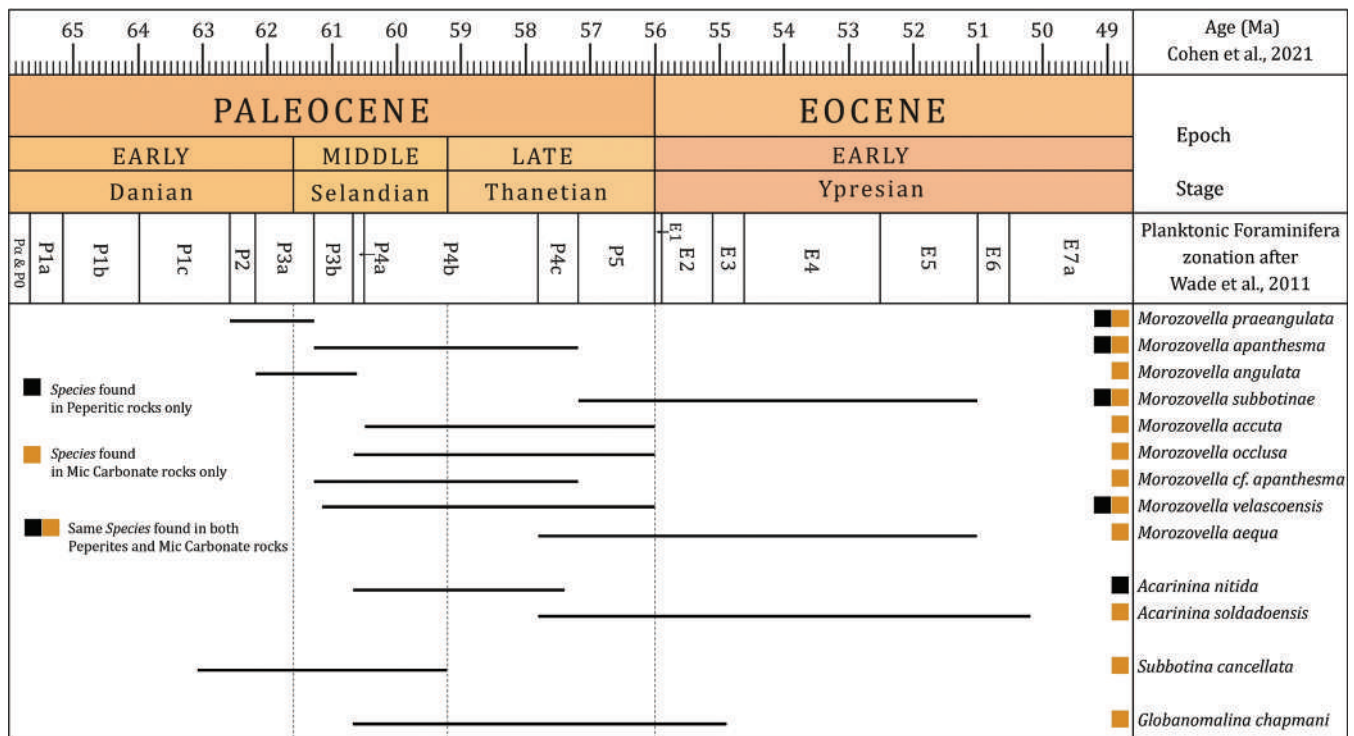 65 64 63 62 61 60 59 58 57 56 55 54 53 52 51 50 49
Age (Ma)
Cohen et al., 2021
PALEOCENE
EOCENE
Epoch
EARLY
MIDDLE
LATE
EARLY
Danian
Selandian
Thanetian
Ypresian
Stage
Pα & P0
P1a
P1b
P1c
P2
P3a
P3b
P4a
P4b
P4c
P5
E1
E2
E3
E4
E5
E6
E7a
Planktonic Foraminifera
zonation after
Wade et al., 2011
Species found
in Peperitic rocks only
Species found
in Mic Carbonate rocks only
Same Species found in both
Peperites and Mic Carbonate rocks
Morozovella praeangulata
Morozovella apanthesma
Morozovella angulata
Morozovella subbotinae
Morozovella accuta
Morozovella occlusa
Morozovella cf. apanthesma
Morozovella velascoensis
Morozovella aequa
Acarinina nitida
Acarinina soldadoensis
Subbotina cancellata
Globanomalina chapmani